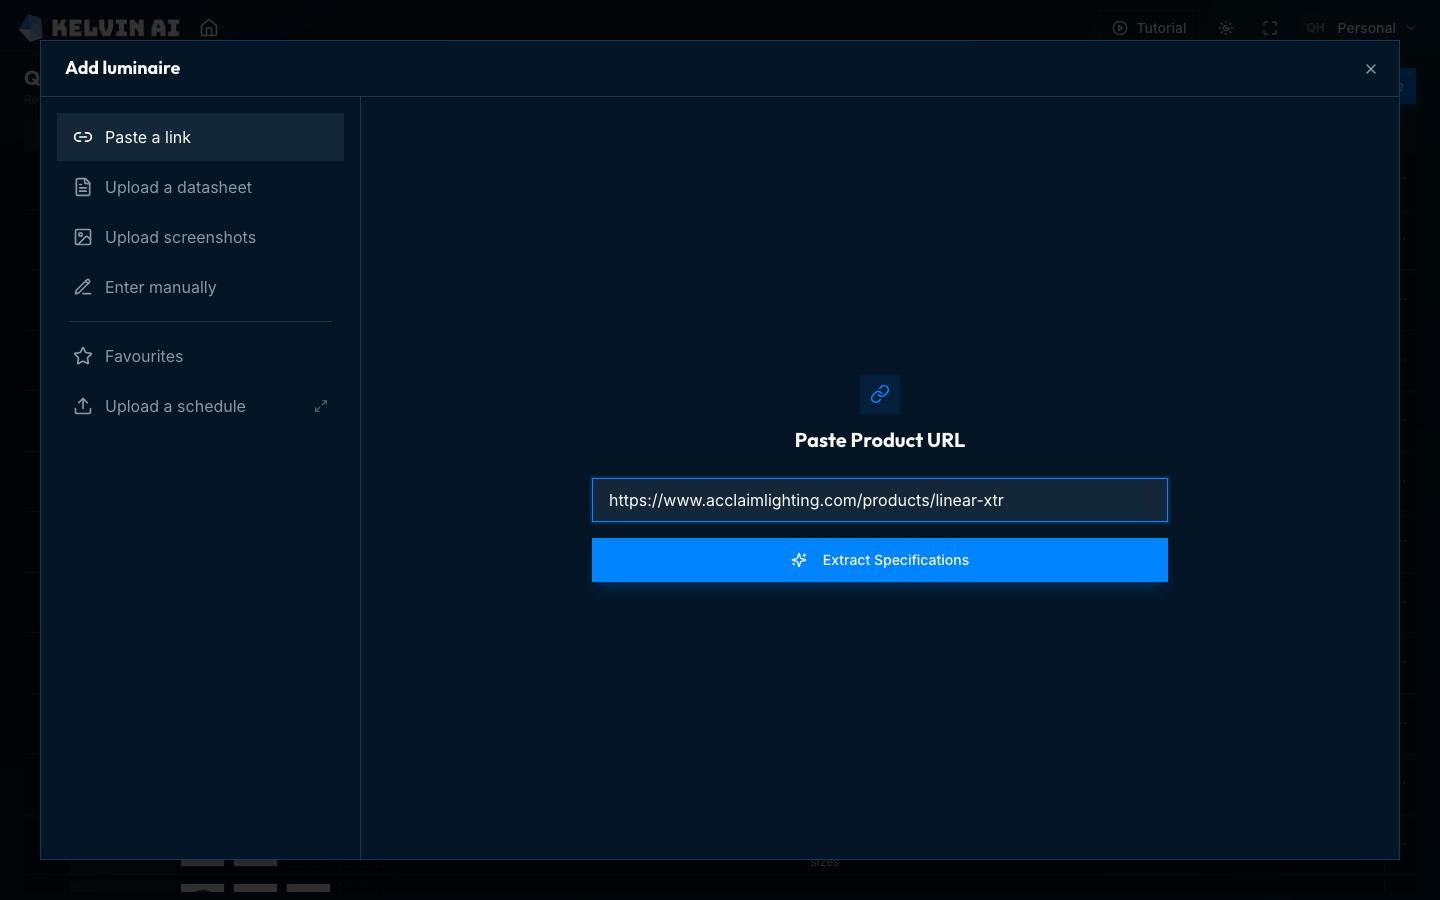 KELVIN AI
Tutorial
QH Personal
Add luminaire
Paste a link
Upload a datasheet
Upload screenshots
Enter manually
Favourites
Upload a schedule
Paste Product URL
https://www.acclaimlighting.com/products/linear-xtr
Extract Specifications
sizes